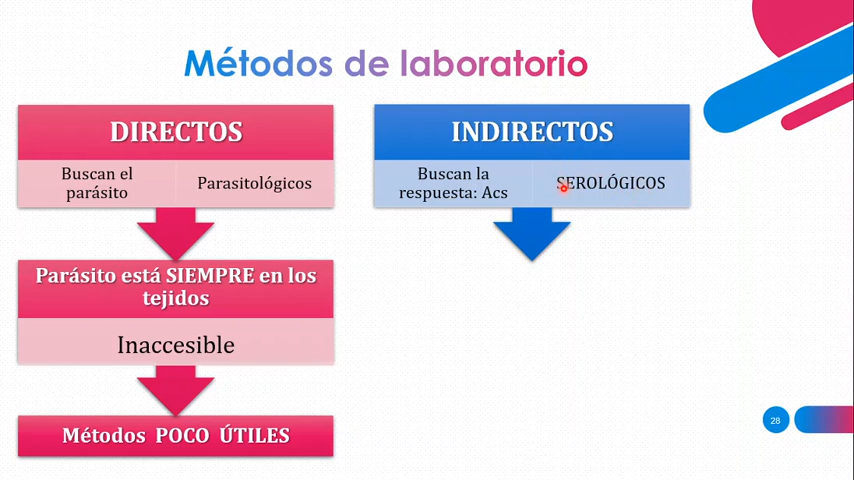 Métodos de laboratorio
DIRECTOS
Buscan el
parásito
Parasitológicos
Parásito está SIEMPRE en los
tejidos
Inaccesible
Métodos POCO ÚTILES
INDIRECTOS
Buscan la
respuesta: Acs
SEROLÓGICOS
28